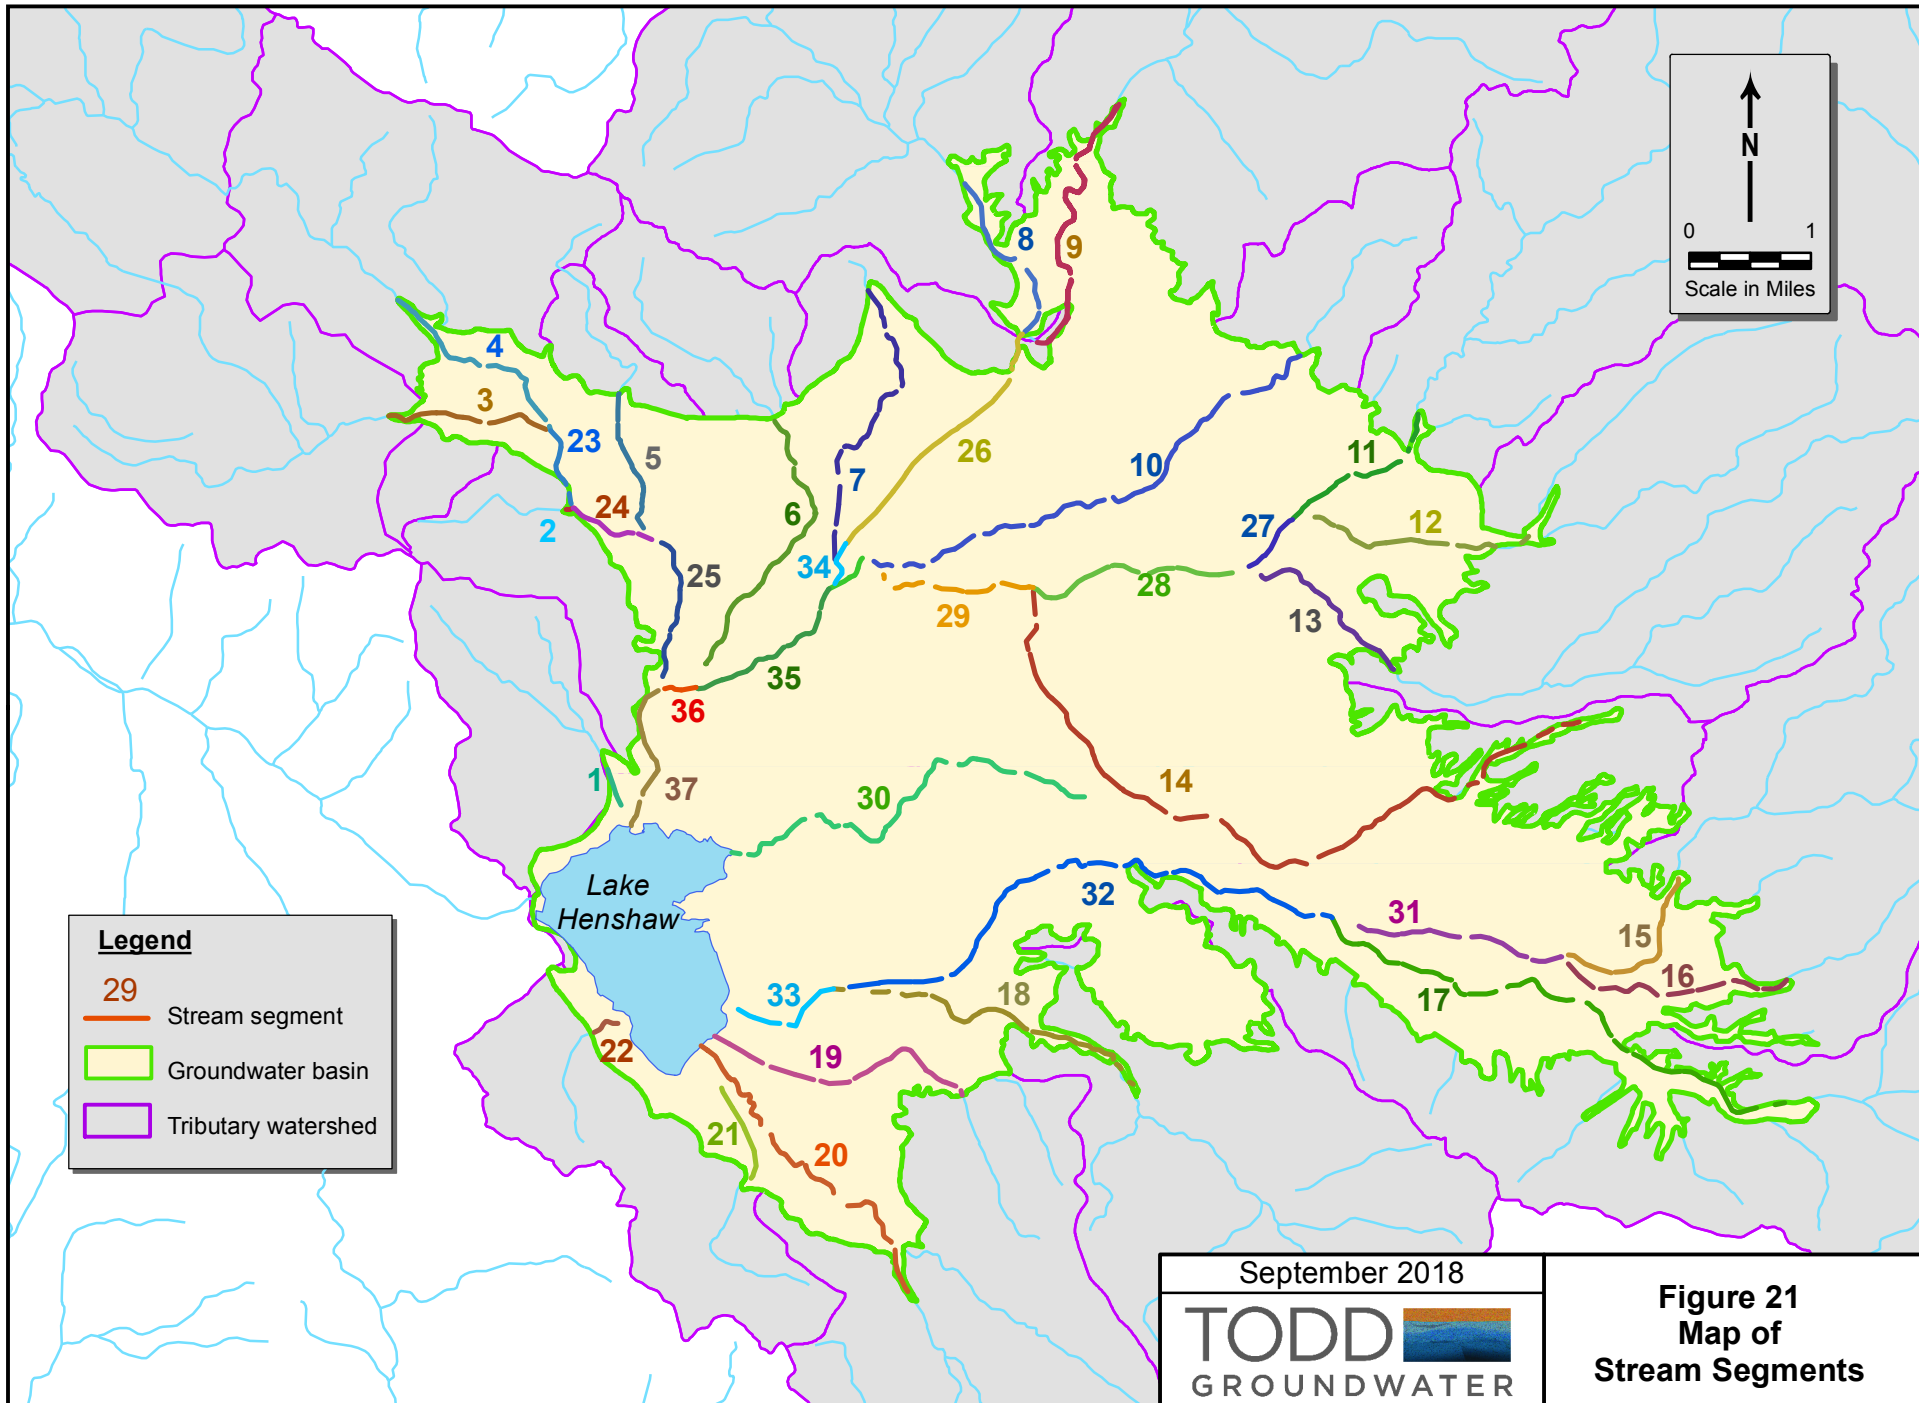 N
0 1
Scale in Miles
8
9
4
3
23
5
24
2
7
26
6
10
11
12
27
34
25
29
28
13
35
36
1
37
30
14
Lake
Henshaw
32
31
15
16
17
33
18
19
22
21
20
Legend
29
Stream segment
Groundwater basin
Tributary watershed
September 2018
TODD
GROUNDWATER
Figure 21
Map of
Stream Segments